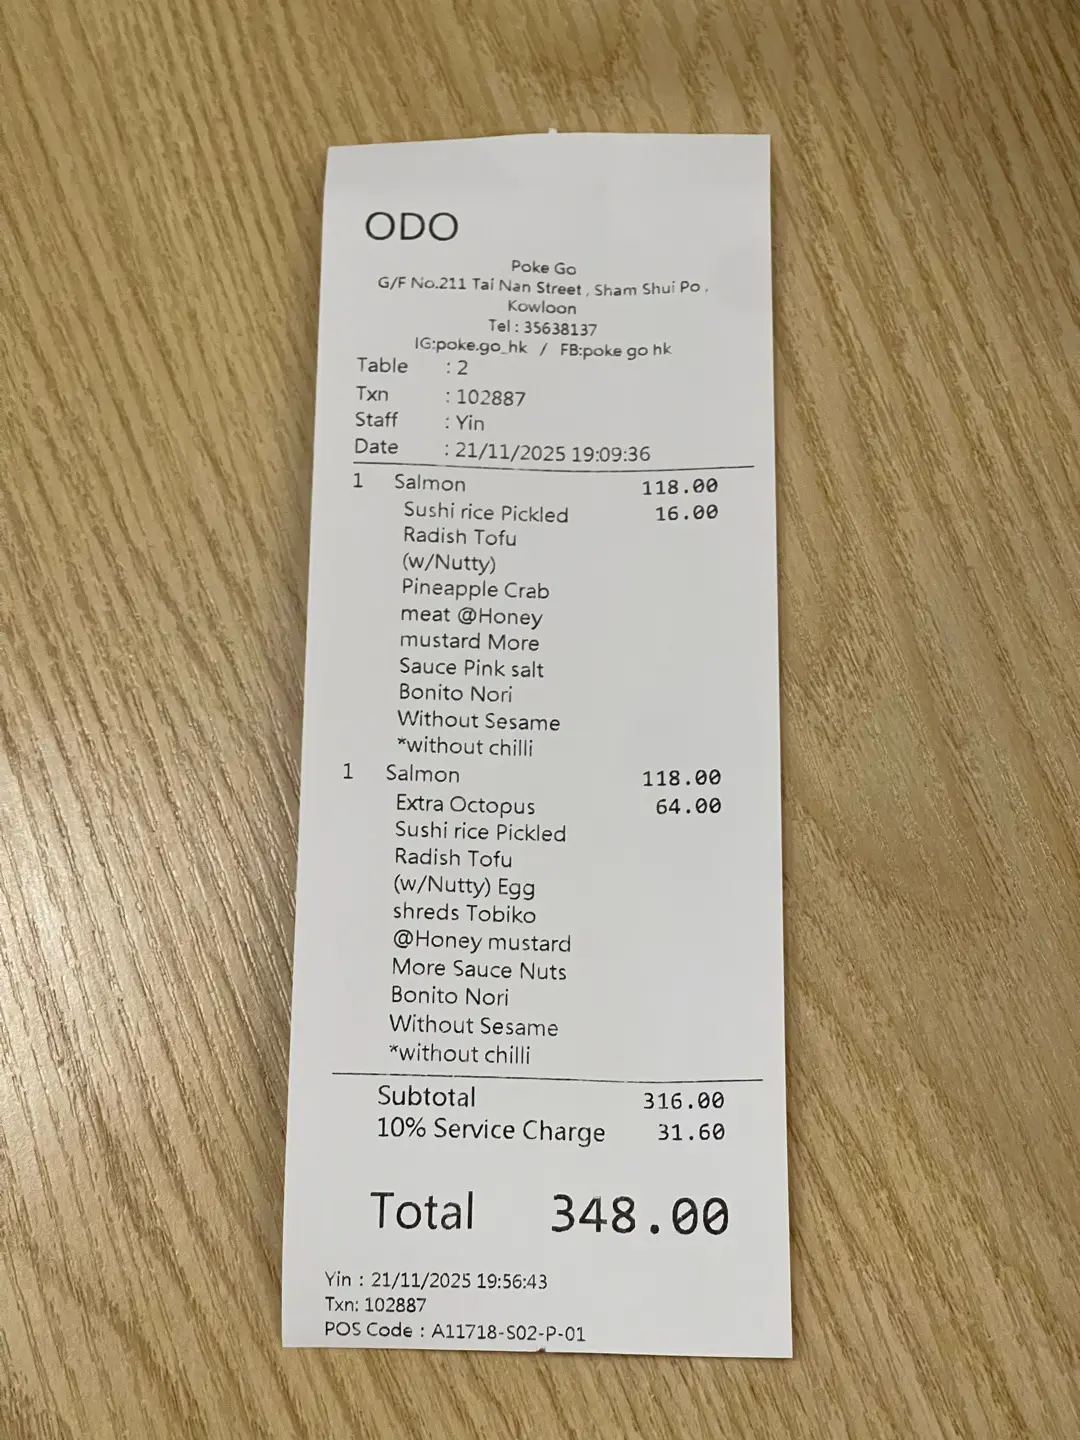 ODO
Poke Go
G/F No.211 Tai Nan Street , Sham Shui Po ,
Kowloon
Tel : 35638137
IG:poke.go_hk / FB:poke go hk
Table : 2
Txn : 102887
Staff : Yin
Date : 21/11/2025 19:09:36
1 Salmon 118.00
Sushi rice Pickled 16.00
Radish Tofu
(w/Nutty)
Pineapple Crab
meat @Honey
mustard More
Sauce Pink salt
Bonito Nori
Without Sesame
*without chilli
1 Salmon 118.00
Extra Octopus 64.00
Sushi rice Pickled
Radish Tofu
(w/Nutty) Egg
shreds Tobiko
@Honey mustard
More Sauce Nuts
Bonito Nori
Without Sesame
*without chilli
Subtotal 316.00
10% Service Charge 31.60
Total 348.00
Yin : 21/11/2025 19:56:43
Txn: 102887
POS Code : A11718-S02-P-01